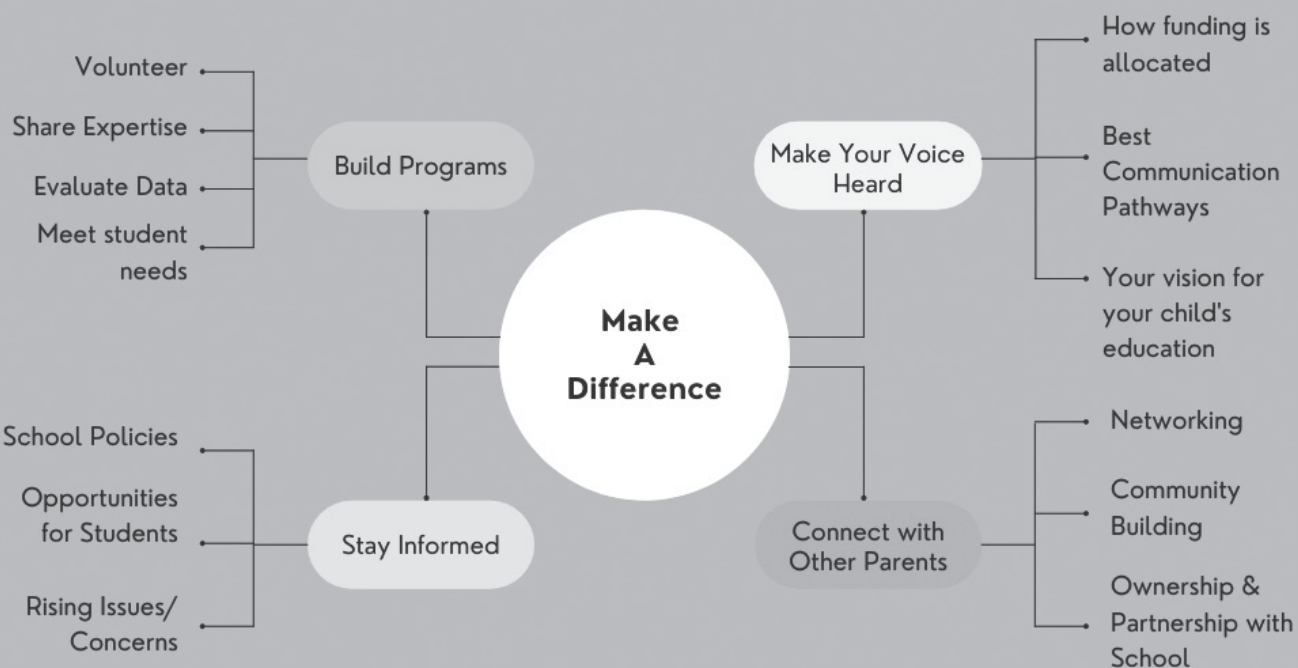 Make
A
Difference
Build Programs
Volunteer
Share Expertise
Evaluate Data
Meet student
needs
Make Your Voice
Heard
How funding is
allocated
Best
Communication
Pathways
Your vision for
your child's
education
Stay Informed
School Policies
Opportunities
for Students
Rising Issues/
Concerns
Connect with
Other Parents
Networking
Community
Building
Ownership &
Partnership with
School